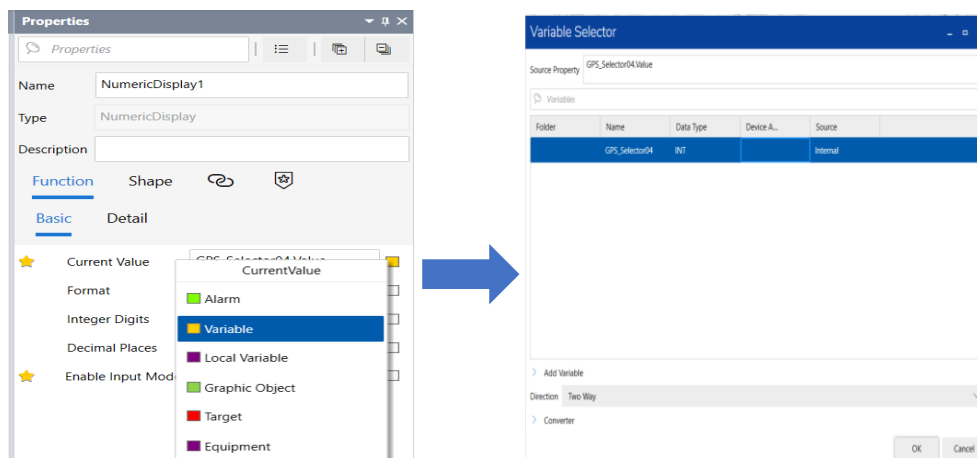 Properties
Properties
Name NumericDisplay1
Type NumericDisplay
Description
Function Shape
Basic Detail
Current Value GPS_Selector04.Value
CurrentValue
Format
Alarm
Integer Digits
Variable
Decimal Places
Local Variable
Enable Input Mod
Graphic Object
Target
Equipment
Variable Selector
Source Property GPS_Selector04.Value
Variables
Folder Name Data Type Device A... Source
GPS_Selector04 INT Internal
Add Variable
Direction Two Way
Converter
OK Cancel